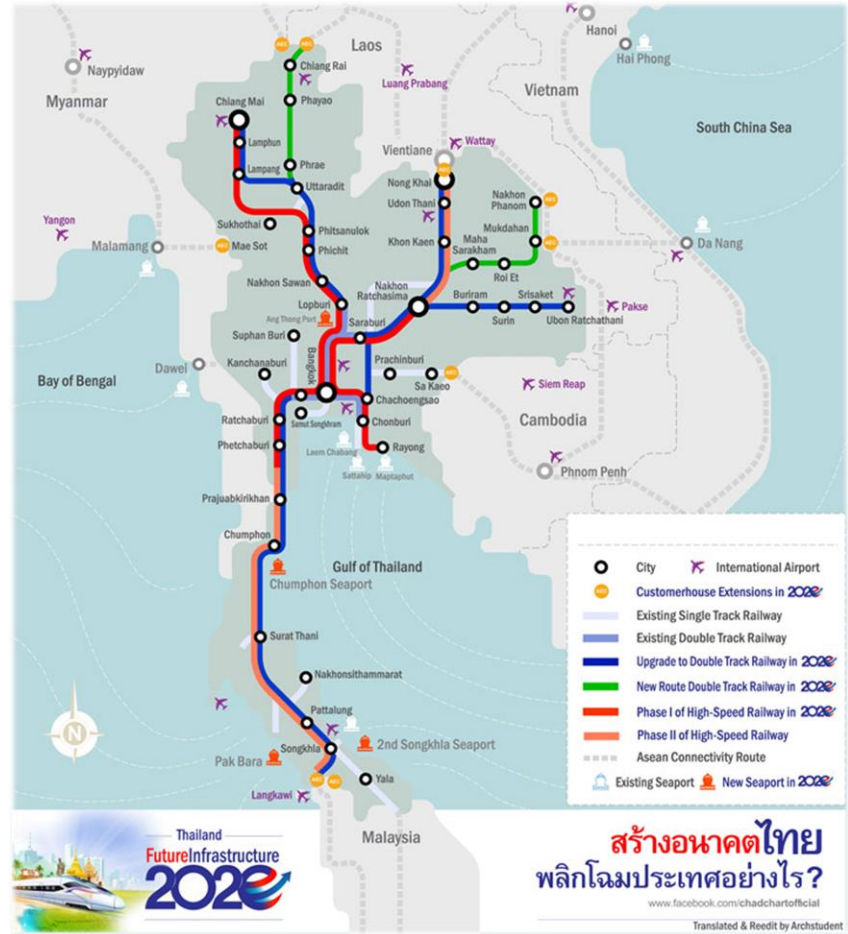 Hanoi
Hai Phong
Laos
Naypyidaw
Myanmar
Chiang Rai
Luang Prabang
Vietnam
Chiang Mai
Phayao
South China Sea
Lamphun
Vientiane
Wattay
Phrae
Lampang
Nong Khai
Uttaradit
Udon Thani
Nakhon
Phanom
Yangon
Sukhothai
Phitsanulok
Mukdahan
Malamang
Mae Sot
Phichit
Khon Kaen
Maha
Sarakham
Da Nang
Roi Et
Nakhon Sawan
Nakhon
Ratchasima
Lopburi
Buriram
Srisaket
Pakse
Ang Thong Port
Saraburi
Surin
Ubon Ratchathani
Suphan Buri
Kanchanaburi
Bangkok
Prachinburi
Dawei
Sa Kaeo
Siem Reap
Bay of Bengal
Chachoengsao
Ratchaburi
Samut Songkhram
Chonburi
Cambodia
Phetchaburi
Laem Chabang
Rayong
Sattahip
Maptaphut
Phnom Penh
Prajuabkirikhan
Chumphon
Gulf of Thailand
Chumphon Seaport
Surat Thani
Nakhonsithammarat
Pattalung
2nd Songkhla Seaport
Songkhla
Pak Bara
Yala
Langkawi
Malaysia
N
City
International Airport
AEC
Customerhouse Extensions in 2020
Existing Single Track Railway
Existing Double Track Railway
Upgrade to Double Track Railway in 2020
New Route Double Track Railway in 2020
Phase I of High-Speed Railway in 2020
Phase II of High-Speed Railway
Asean Connectivity Route
Existing Seaport
New Seaport in 2020
Thailand
FutureInfrastructure
2020
สร้างอนาคตไทย
พลิกโฉมประเทศอย่างไร?
www.facebook.com/chadchartofficial
Translated & Reedit by Archstudent